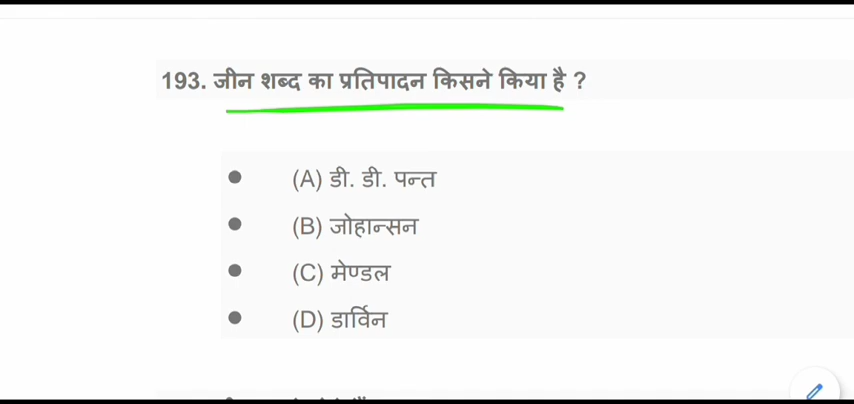 193. जीन शब्द का प्रतिपादन किसने किया है ?
(A) डी. डी. पन्त
(B) जोहान्सन
(C) मेण्डल
(D) डार्विन